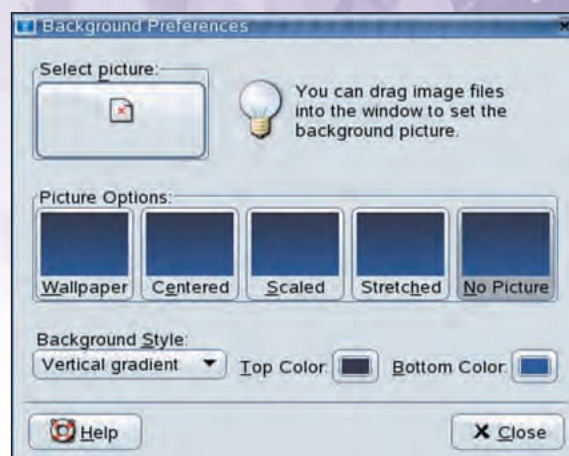 Background Preferences
Select picture:
You can drag image files
into the window to set the
background picture.
Picture Options:
Wallpaper
Centered
Scaled
Stretched
No Picture
Background Style:
Vertical gradient
Top Color:
Bottom Color:
Help
Close